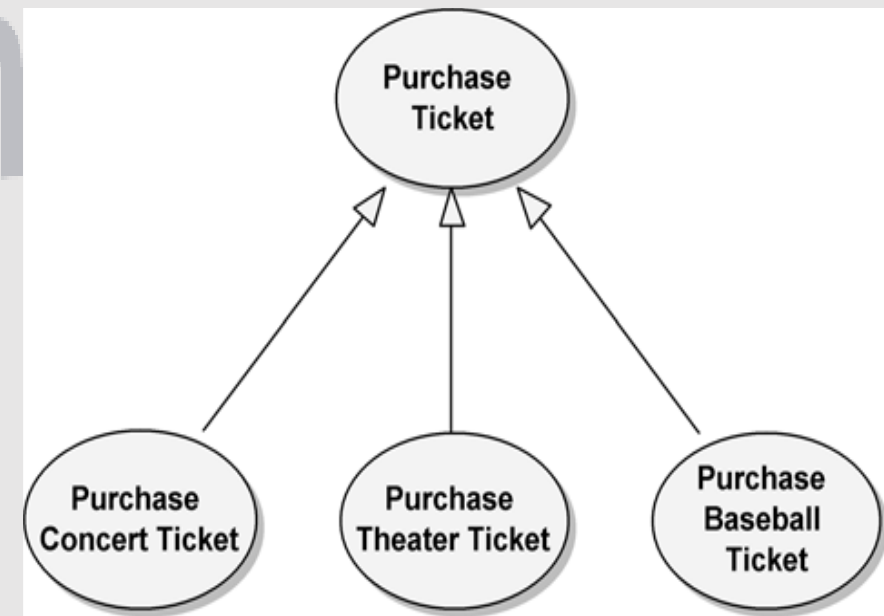 Purchase
Ticket
Purchase
Concert Ticket
Purchase
Theater Ticket
Purchase
Baseball
Ticket